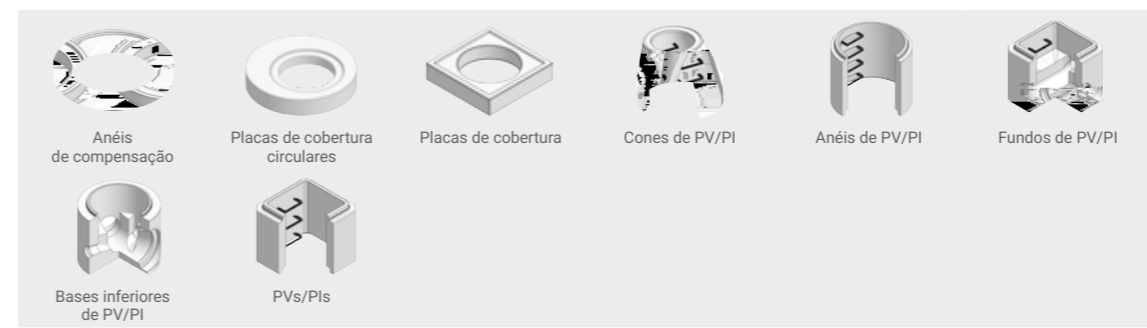 Anéis
de compensação
Placas de cobertura
circulares
Placas de cobertura
Cones de PV/PI
Anéis de PV/PI
Fundos de PV/PI
Bases inferiores
de PV/PI
PVs/PIs